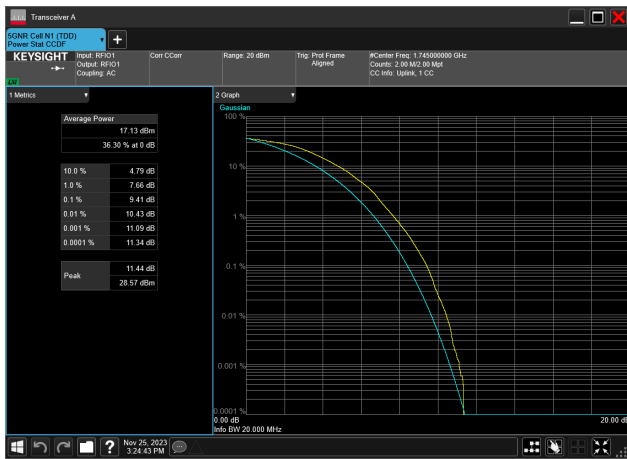 Transceiver A
5GNR Cell N1 (TDD)
Power Stat CCDF
KEYSIGHT
Input: RFIO1
Output: RFIO1
Coupling: AC
Corr CCorr
Range: 20 dBm
Trig: Prot Frame
Aligned
#Center Freq: 1.745000000 GHz
Counts: 2.00 M/2.00 Mpt
CC Info: Uplink, 1 CC
1 Metrics
Average Power
17.13 dBm
36.30 % at 0 dB
10.0 % 4.79 dB
1.0 % 7.66 dB
0.1 % 9.41 dB
0.01 % 10.43 dB
0.001 % 11.09 dB
0.0001 % 11.34 dB
Peak
11.44 dB
28.57 dBm
2 Graph
Gaussian
100 %
10 %
1 %
0.1 %
0.01 %
0.001 %
0.0001 %
0.00 dB
20.00 dB
Info BW 20.000 MHz
Nov 25, 2023
3:24:43 PM